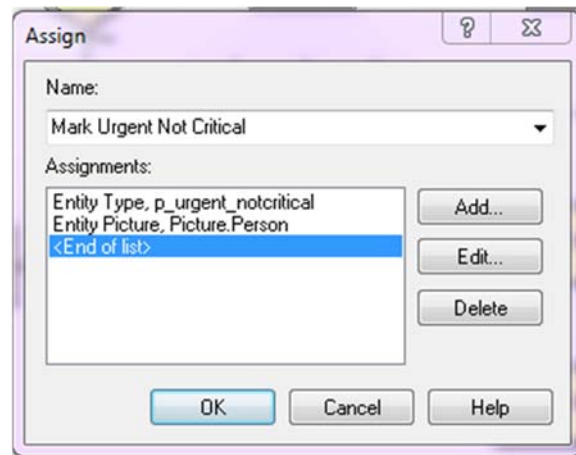 Assign
?
Name:
Mark Urgent Not Critical
Assignments:
Entity Type, p_urgent_notcritical
Entity Picture, Picture.Person
<End of list>
Add...
Edit...
Delete
OK
Cancel
Help